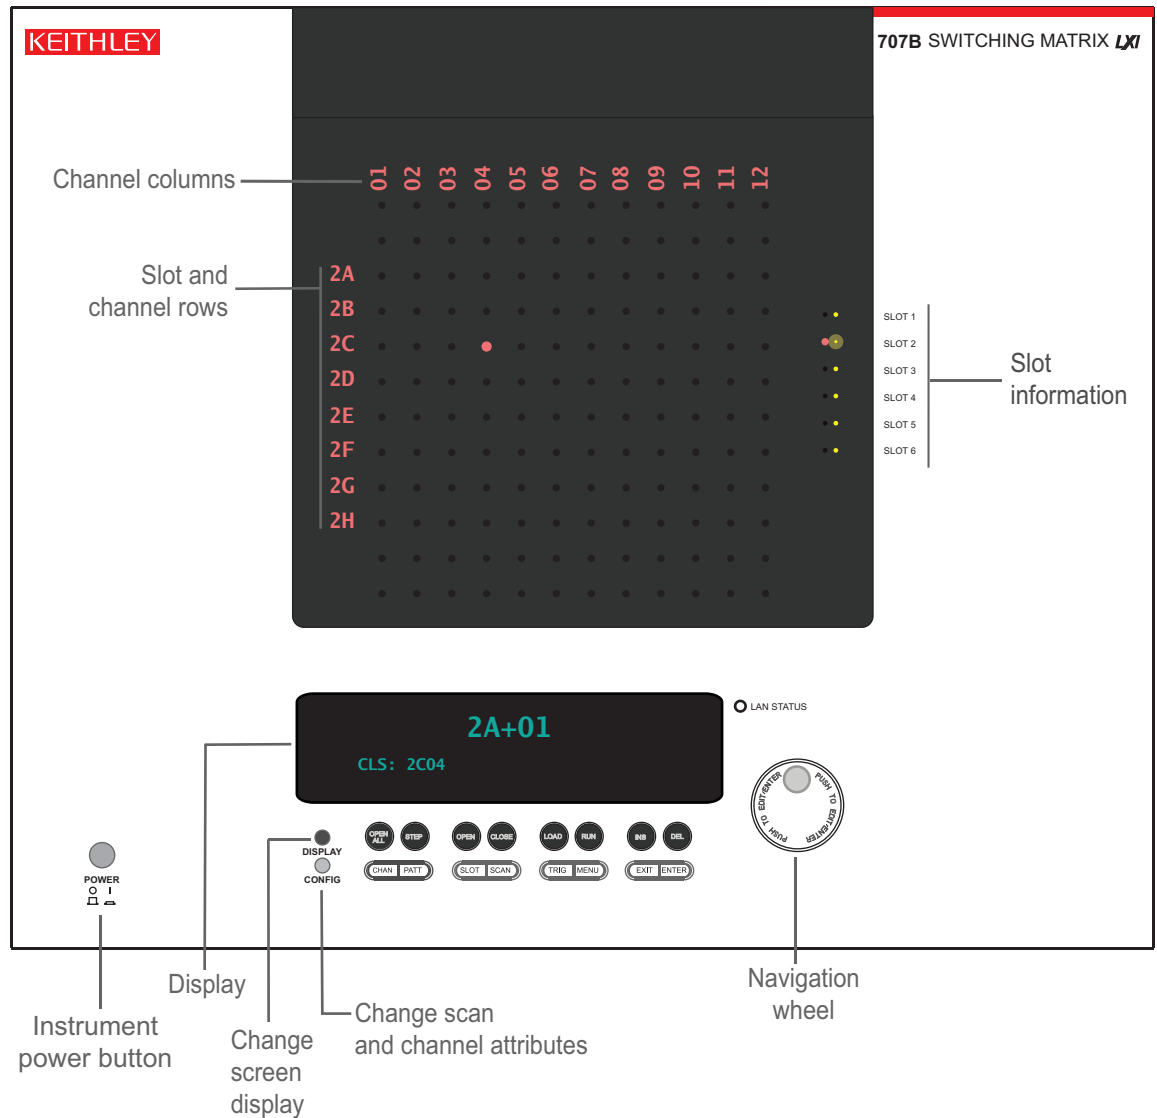 KEITHLEY
707B SWITCHING MATRIX LXI
Channel columns
01 02 03 04 05 06 07 08 09 10 11 12
Slot and
channel rows
2A
2B
2C
2D
2E
2F
2G
2H
SLOT 1
SLOT 2
SLOT 3
SLOT 4
SLOT 5
SLOT 6
Slot
information
2A+01
CLS: 2C04
LAN STATUS
PUSH TO EDIT/ENTER PUSH TO EDIT/ENTER
OPEN ALL STEP OPEN CLOSE LOAD RUN INS DEL
DISPLAY
CHAN PATT SLOT SCAN TRIG MENU EXIT ENTER
CONFIG
POWER
Display
Navigation
wheel
Instrument
power button
Change
screen
display
Change scan
and channel attributes